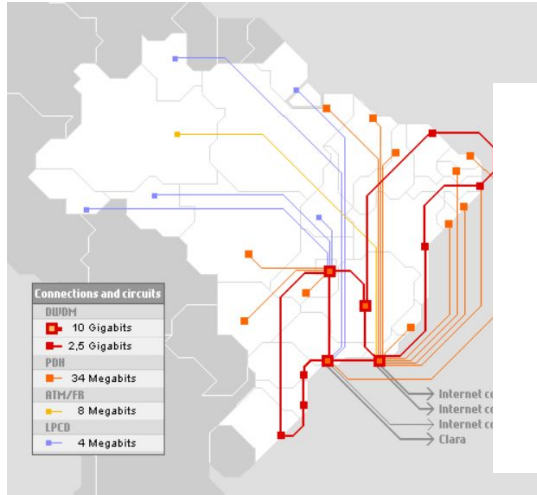 Connections and circuits
DWDM
10 Gigabits
2,5 Gigabits
PDH
34 Megabits
ATM/FR
8 Megabits
LPCD
4 Megabits
Internet
Internet
Internet
Clara